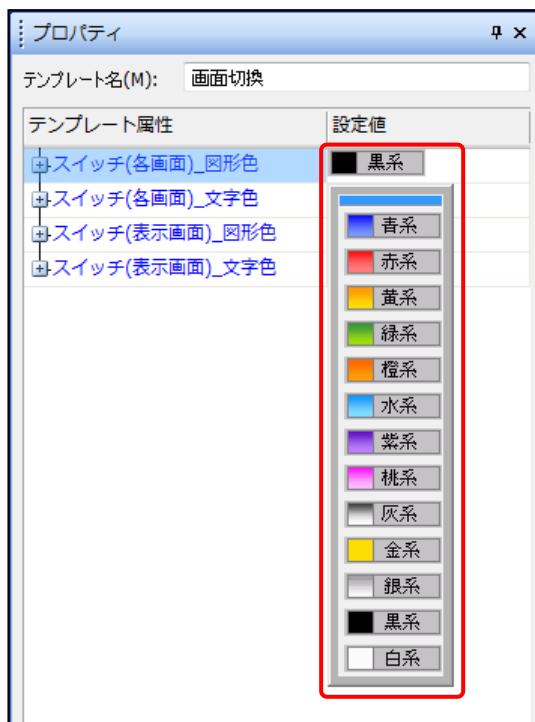 プロパティ
テンプレート名(M): 画面切換
テンプレート属性 設定値
スイッチ(各画面)_図形色 黒系
スイッチ(各画面)_文字色
スイッチ(表示画面)_図形色
スイッチ(表示画面)_文字色
青系
赤系
黄系
緑系
橙系
水系
紫系
桃系
灰系
金系
銀系
黒系
白系